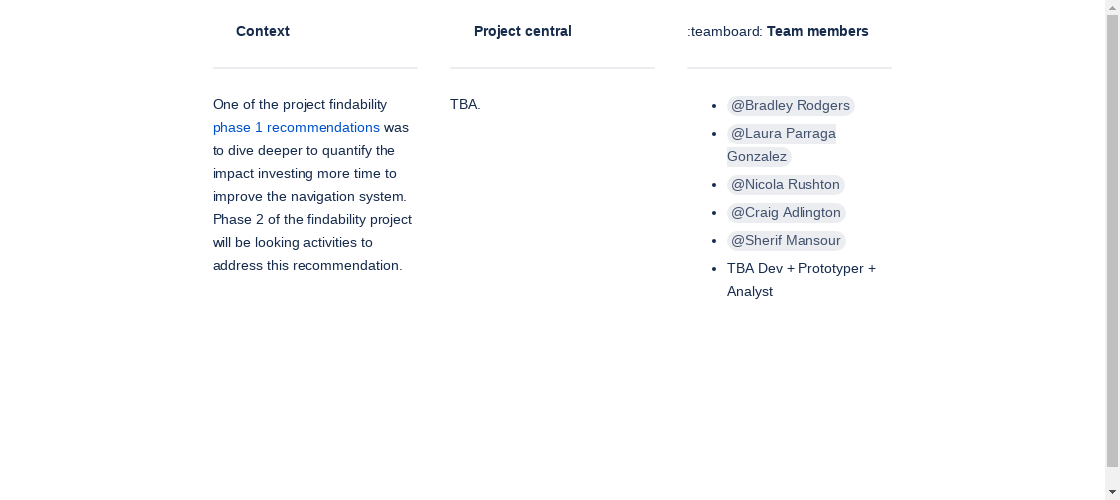 Context
One of the project findability
phase 1 recommendations was
to dive deeper to quantify the
impact investing more time to
improve the navigation system.
Phase 2 of the findability project
will be looking activities to
address this recommendation.
Project central
TBA.
:teamboard: Team members
• @Bradley Rodgers
• @Laura Parraga
Gonzalez
• @Nicola Rushton
• @Craig Adlington
• @Sherif Mansour
• TBA Dev + Prototyper +
Analyst